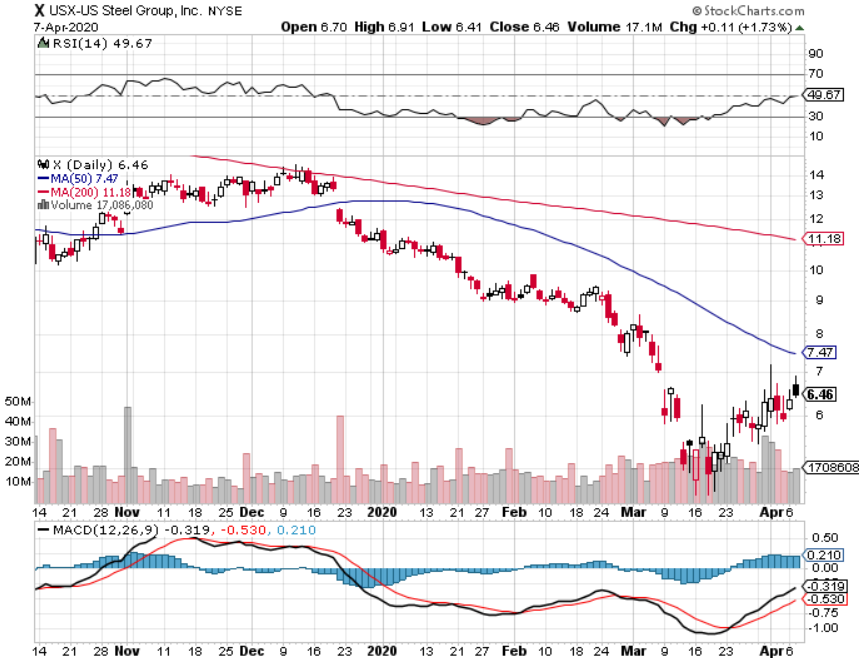 X USX-US Steel Group, Inc. NYSE © StockCharts.com
7-Apr-2020 Open 6.70 High 6.91 Low 6.41 Close 6.46 Volume 17.1M Chg +0.11 (+1.73%)
RSI(14) 49.67
90
70
49.67
30
10
X (Daily) 6.46
MA(50) 7.47
MA(200) 11.18
Volume 17,086,080
14
13
12
11.18
10
9
8
7.47
7
6.46
6
50M
40M
30M
20M
10M
1708608
14 21 28 Nov 11 18 25 Dec 9 16 23 2020 13 21 27 Feb 10 18 24 Mar 9 16 23 Apr 6
MACD(12,26,9) -0.319, -0.530, 0.210
0.50
0.210
0.00
-0.319
-0.530
-0.75
-1.00
14 21 28 Nov 11 18 25 Dec 9 16 23 2020 13 21 27 Feb 10 18 24 Mar 9 16 23 Apr 6